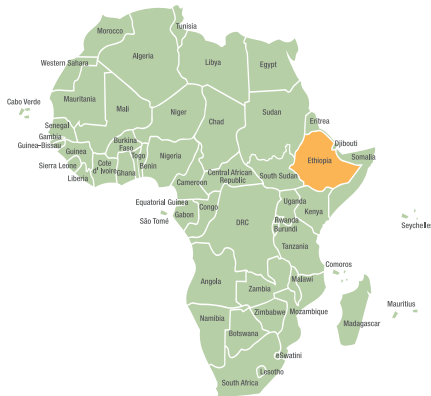 Tunisia
Morocco
Algeria
Libya
Egypt
Western Sahara
Cabo Verde
Mauritania
Mali
Niger
Chad
Sudan
Eritrea
Senegal
Gambia
Guinea-Bissau
Guinea
Sierra Leone
Liberia
Cote
d' Ivoire
Burkina
Faso
Ghana
Togo
Benin
Nigeria
Cameroon
Central African
Republic
South Sudan
Ethiopia
Djibouti
Somalia
Equatorial Guinea
São Tomé
Gabon
Congo
DRC
Uganda
Kenya
Rwanda
Burundi
Tanzania
Seychelle
Comoros
Angola
Zambia
Malawi
Mozambique
Zimbabwe
Namibia
Botswana
Madagascar
Mauritius
eSwatini
Lesotho
South Africa